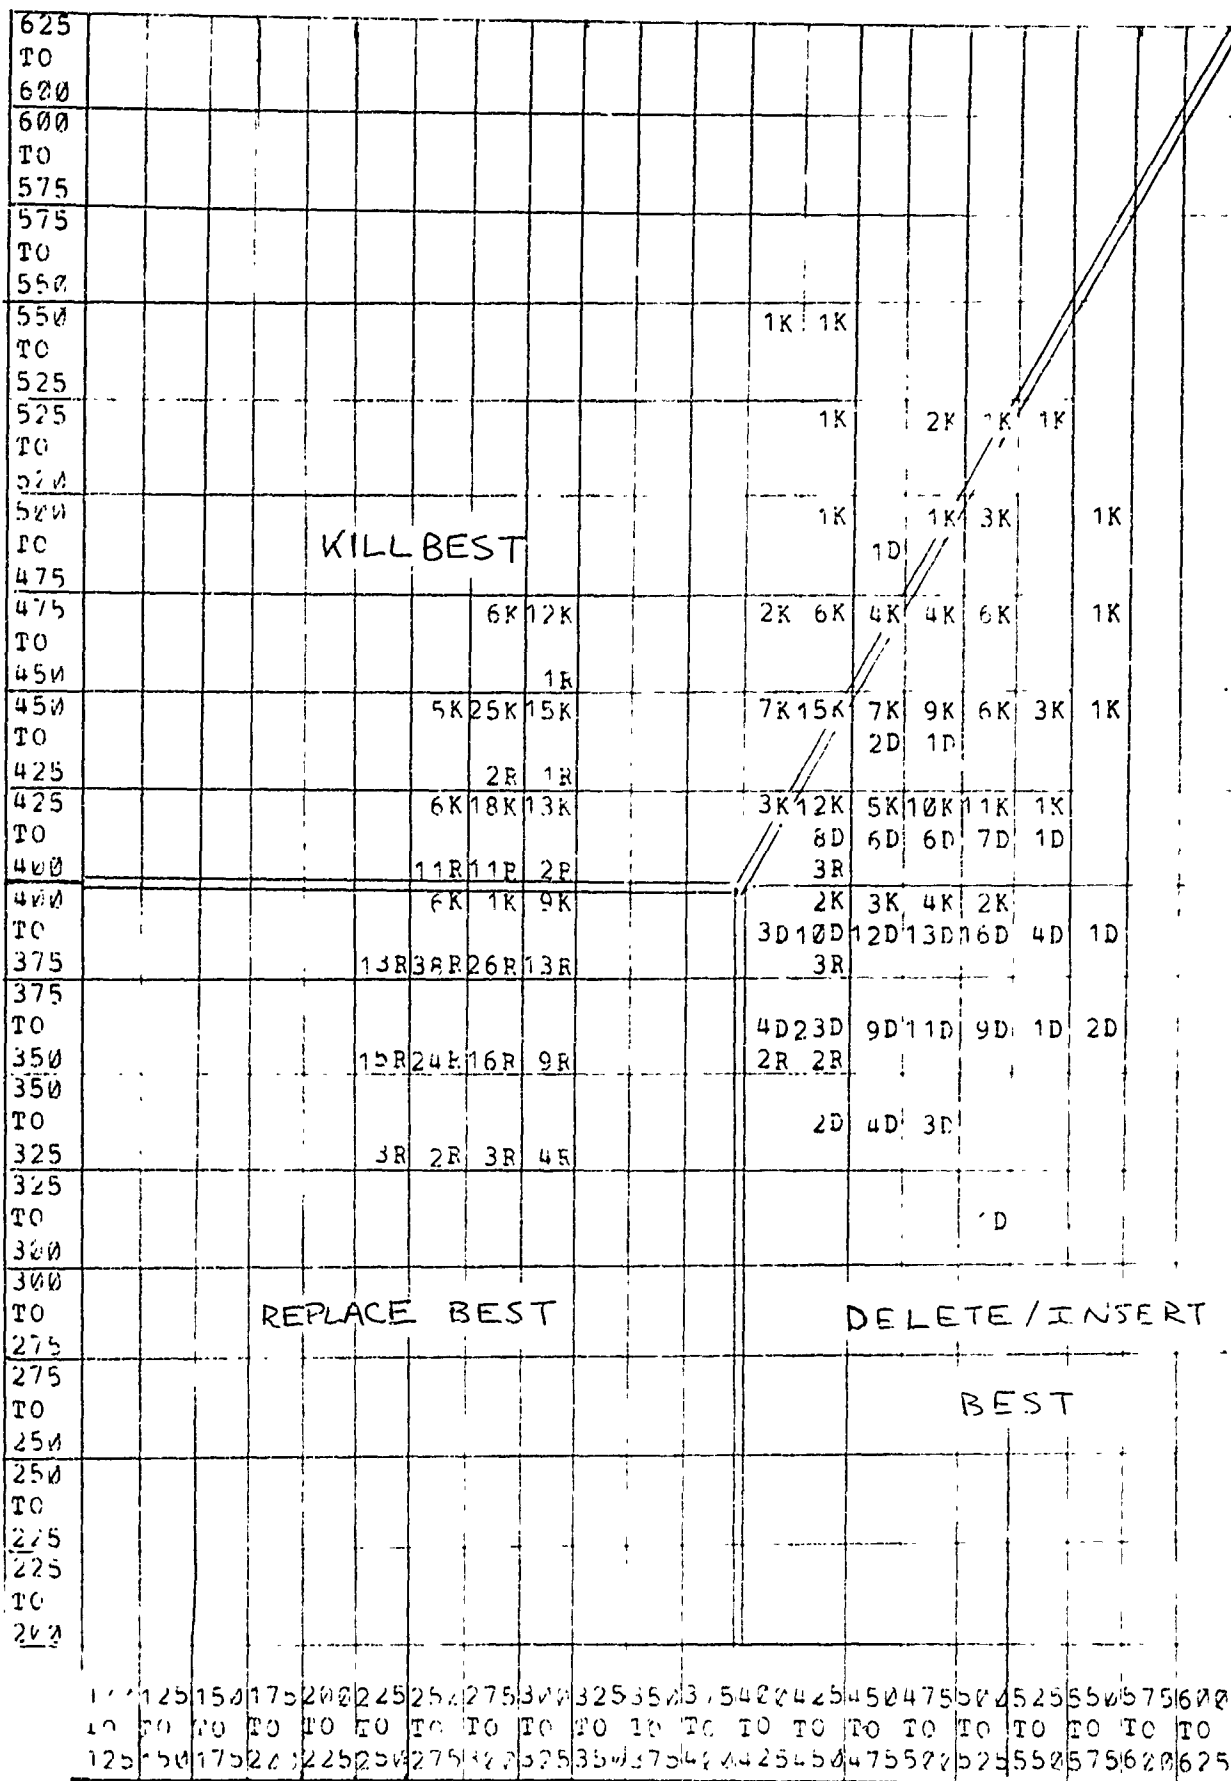 625
TO
600
600
TO
575
575
TO
550
550 1K 1K
TO
525
525 1K 2K 1K 1K
TO
500
500 1K 1K 3K 1K
TO KILLBEST 1D
475
475 6K 12K 2K 6K 4K 4K 6K 1K
TO
450 1R
450 5K 25K 15K 7K 15K 7K 9K 6K 3K 1K
TO 2D 1D
425 2R 1R
425 6K 18K 13K 3K 12K 5K 10K 11K 1K
TO 8D 6D 6D 7D 1D
400 11R 11R 2R 3R
400 6K 1K 9K 2K 3K 4K 2K
TO 3D 10D 12D 13D 16D 4D 1D
375 13R 38R 26R 13R 3R
375
TO 4D 23D 9D 11D 9D 1D 2D
350 15R 24R 16R 9R 2R 2R
350
TO 2D 4D 3D
325 3R 2R 3R 4R
325
TO 1D
300
300
TO REPLACE BEST DELETE/INSERT
275
275
TO BEST
250
250
TO
225
225
TO
200
125 150 175 200 225 250 275 300 325 350 375 400 425 450 475 500 525 550 575 600
TO TO TO TO TO TO TO TO TO TO TO TO TO TO TO TO TO TO TO TO TO
125 150 175 200 225 250 275 300 325 350 375 400 425 450 475 500 525 550 575 600 625